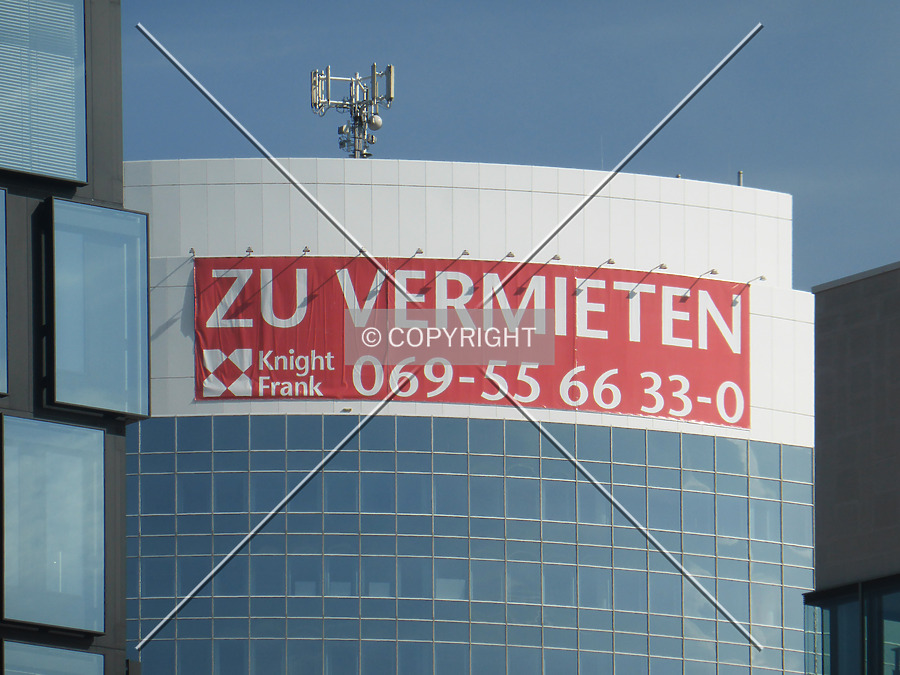 ZU VERMIETEN
© COPYRIGHT
Knight
Frank
069-55 66 33-0